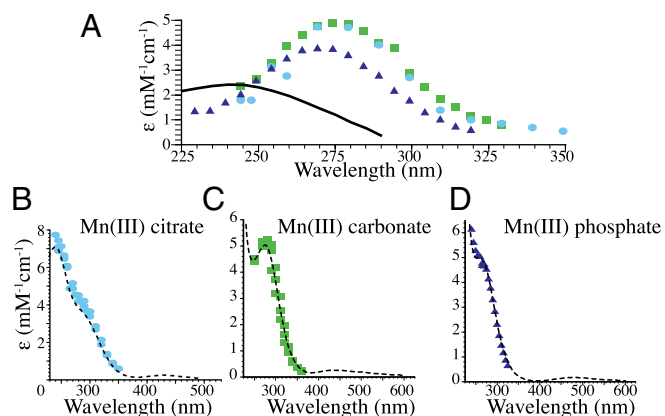 A
ε (mM⁻¹cm⁻¹)
5
4
3
2
1
0
225 250 275 300 325 350
Wavelength (nm)
B
Mn(III) citrate
ε (mM⁻¹cm⁻¹)
8
6
4
2
0
0 300 400 500
Wavelength (nm)
C
Mn(III) carbonate
6
5
4
3
2
1
0
300 400 500 600
Wavelength (nm)
D
Mn(III) phosphate
6
5
4
3
2
1
0
300 400 500 600
Wavelength (nm)